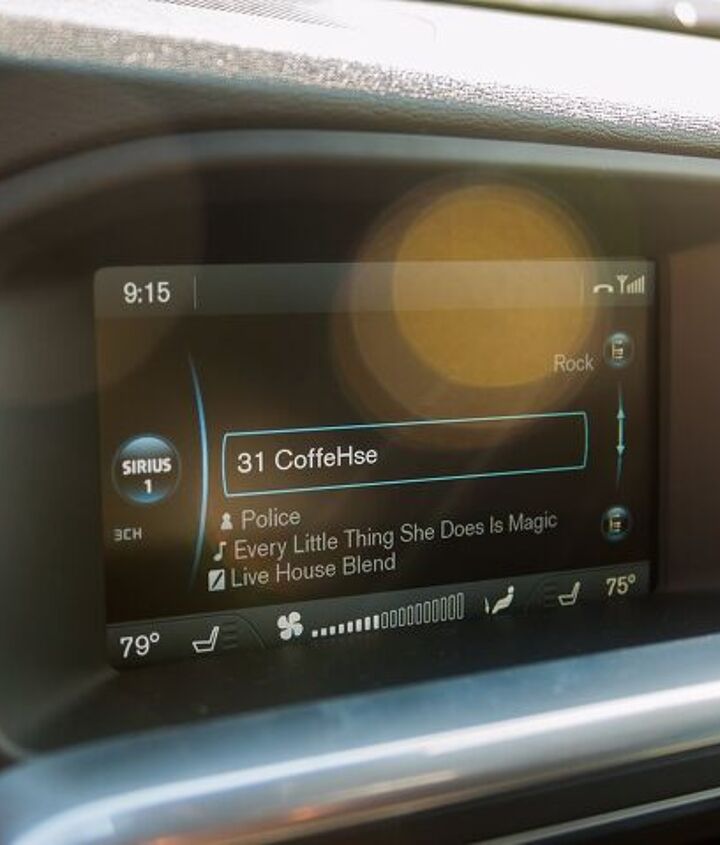 9:15
Rock
SIRIUS
1
31 CoffeHse
3CH
Police
Every Little Thing She Does Is Magic
Live House Blend
79°
75°